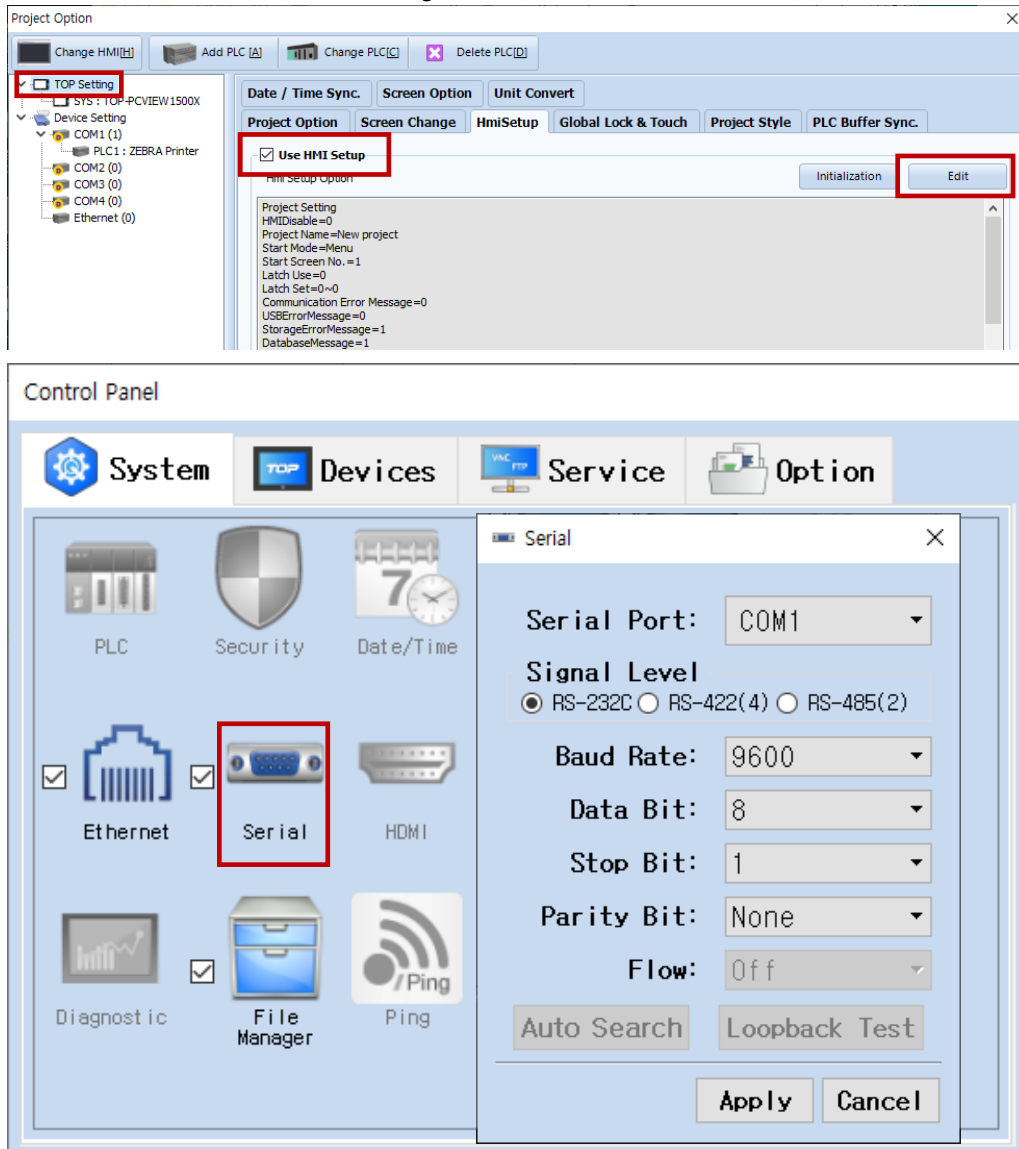 Project Option
Change HMI[H] Add PLC [A] Change PLC[C] Delete PLC[D]
TOP Setting
SYS : TOP-PCVIEW1500X
Device Setting
COM1 (1)
PLC1 : ZEBRA Printer
COM2 (0)
COM3 (0)
COM4 (0)
Ethernet (0)
Date / Time Sync. Screen Option Unit Convert
Project Option Screen Change HmiSetup Global Lock & Touch Project Style PLC Buffer Sync.
Use HMI Setup
Hmi Setup Option
Initialization Edit
Project Setting
HMIDisable=0
Project Name=New project
Start Mode=Menu
Start Screen No.=1
Latch Use=0
Latch Set=0~0
Communication Error Message=0
USBErrorMessage=0
StorageErrorMessage=1
DatabaseMessage=1
Control Panel
System TOP Devices VNC FTP Service Option
PLC Security 7 Date/Time
Ethernet Serial HDMI
Diagnostic File Manager /Ping Ping
Serial
Serial Port: COM1
Signal Level
RS-232C RS-422(4) RS-485(2)
Baud Rate: 9600
Data Bit: 8
Stop Bit: 1
Parity Bit: None
Flow: Off
Auto Search Loopback Test
Apply Cancel